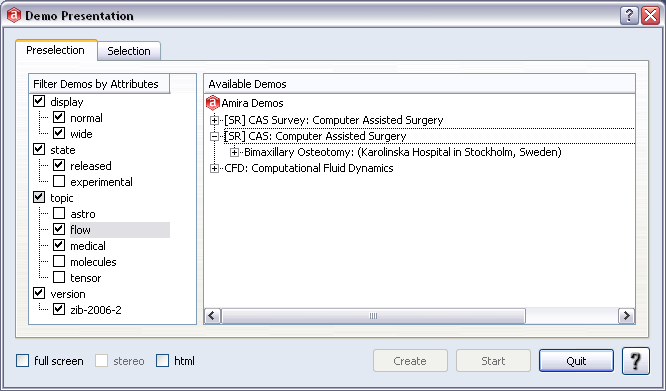 Demo Presentation
Preselection
Selection
Filter Demos by Attributes
display
normal
wide
state
released
experimental
topic
astro
flow
medical
molecules
tensor
version
zib-2006-2
Available Demos
Amira Demos
[SR] CAS Survey: Computer Assisted Surgery
[SR] CAS: Computer Assisted Surgery
Bimaxillary Osteotomy: (Karolinska Hospital in Stockholm, Sweden)
CFD: Computational Fluid Dynamics
full screen
stereo
html
Create
Start
Quit
?